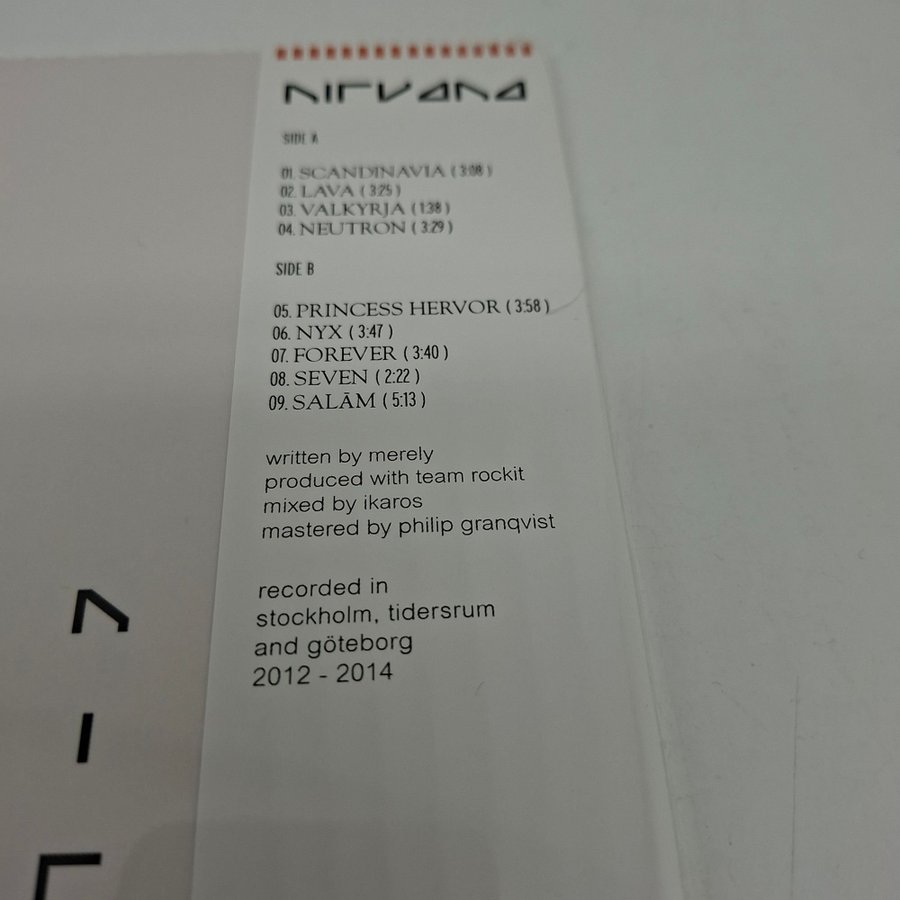 NIRVANA
SIDE A
01. SCANDINAVIA ( 3:08 )
02. LAVA ( 3:25 )
03. VALKYRJA ( 1:38 )
04. NEUTRON ( 3:29 )
SIDE B
05. PRINCESS HERVOR ( 3:58 )
06. NYX ( 3:47 )
07. FOREVER ( 3:40 )
08. SEVEN ( 2:22 )
09. SALĀM ( 5:13 )
written by merely
produced with team rockit
mixed by ikaros
mastered by philip granqvist
recorded in
stockholm, tidersrum
and göteborg
2012 - 2014
N
I
R